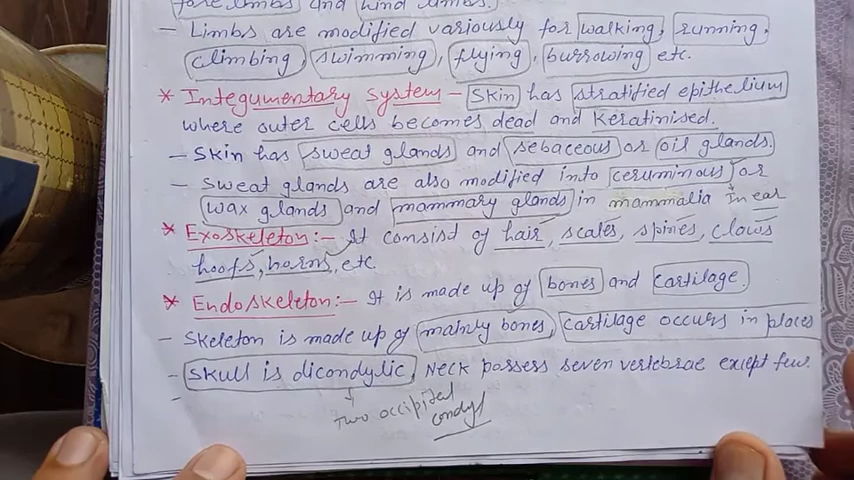 fore limbs and hind limbs.
- Limbs are modified variously for walking, running,
climbing, swimming, flying, burrowing etc.
* Integumentary system - Skin has stratified epithelium
where outer cells becomes dead and keratinised.
- Skin has sweat glands and sebaceous or oil glands.
- Sweat glands are also modified into ceruminous or
wax glands and mammary glands in mammalia in ear
* Exoskeleton :- It consist of hair, scales, spines, claws
hoofs, horns, etc
* Endoskeleton :- It is made up of bones and cartilage.
- Skeleton is made up of mainly bones, cartilage occurs in places
- Skull is dicondylic, Neck possess seven vertebrae except few.
-
Two occipital
condyl